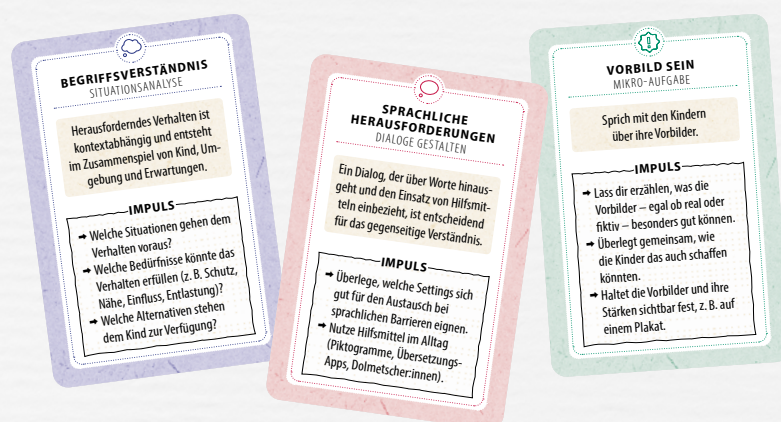 BEGRIFFSVERSTÄNDNIS
SITUATIONSANALYSE
Herausforderndes Verhalten ist
kontextabhängig und entsteht
im Zusammenspiel von Kind, Um-
gebung und Erwartungen.
IMPULS
➜ Welche Situationen gehen dem
Verhalten voraus?
➜ Welche Bedürfnisse könnte das
Verhalten erfüllen (z. B. Schutz,
Nähe, Einfluss, Entlastung)?
➜ Welche Alternativen stehen
dem Kind zur Verfügung?
SPRACHLICHE
HERAUSFORDERUNGEN
DIALOGE GESTALTEN
Ein Dialog, der über Worte hinaus-
geht und den Einsatz von Hilfsmit-
teln einbezieht, ist entscheidend
für das gegenseitige Verständnis.
IMPULS
➜ Überlege, welche Settings sich
gut für den Austausch bei
sprachlichen Barrieren eignen.
➜ Nutze Hilfsmittel im Alltag
(Piktogramme, Übersetzungs-
Apps, Dolmetscher:innen).
VORBILD SEIN
MIKRO-AUFGABE
Sprich mit den Kindern
über ihre Vorbilder.
IMPULS
➜ Lass dir erzählen, was die
Vorbilder – egal ob real oder
fiktiv – besonders gut können.
➜ Überlegt gemeinsam, wie
die Kinder das auch schaffen
könnten.
➜ Haltet die Vorbilder und ihre
Stärken sichtbar fest, z. B. auf
einem Plakat.